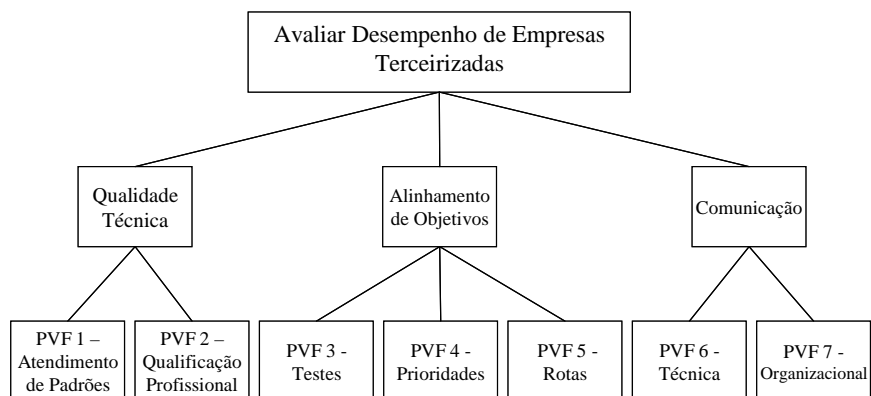 Avaliar Desempenho de Empresas
Terceirizadas
Qualidade
Técnica
Alinhamento
de Objetivos
Comunicação
PVF 1 –
Atendimento
de Padrões
PVF 2 –
Qualificação
Profissional
PVF 3 -
Testes
PVF 4 -
Prioridades
PVF 5 -
Rotas
PVF 6 -
Técnica
PVF 7 -
Organizacional